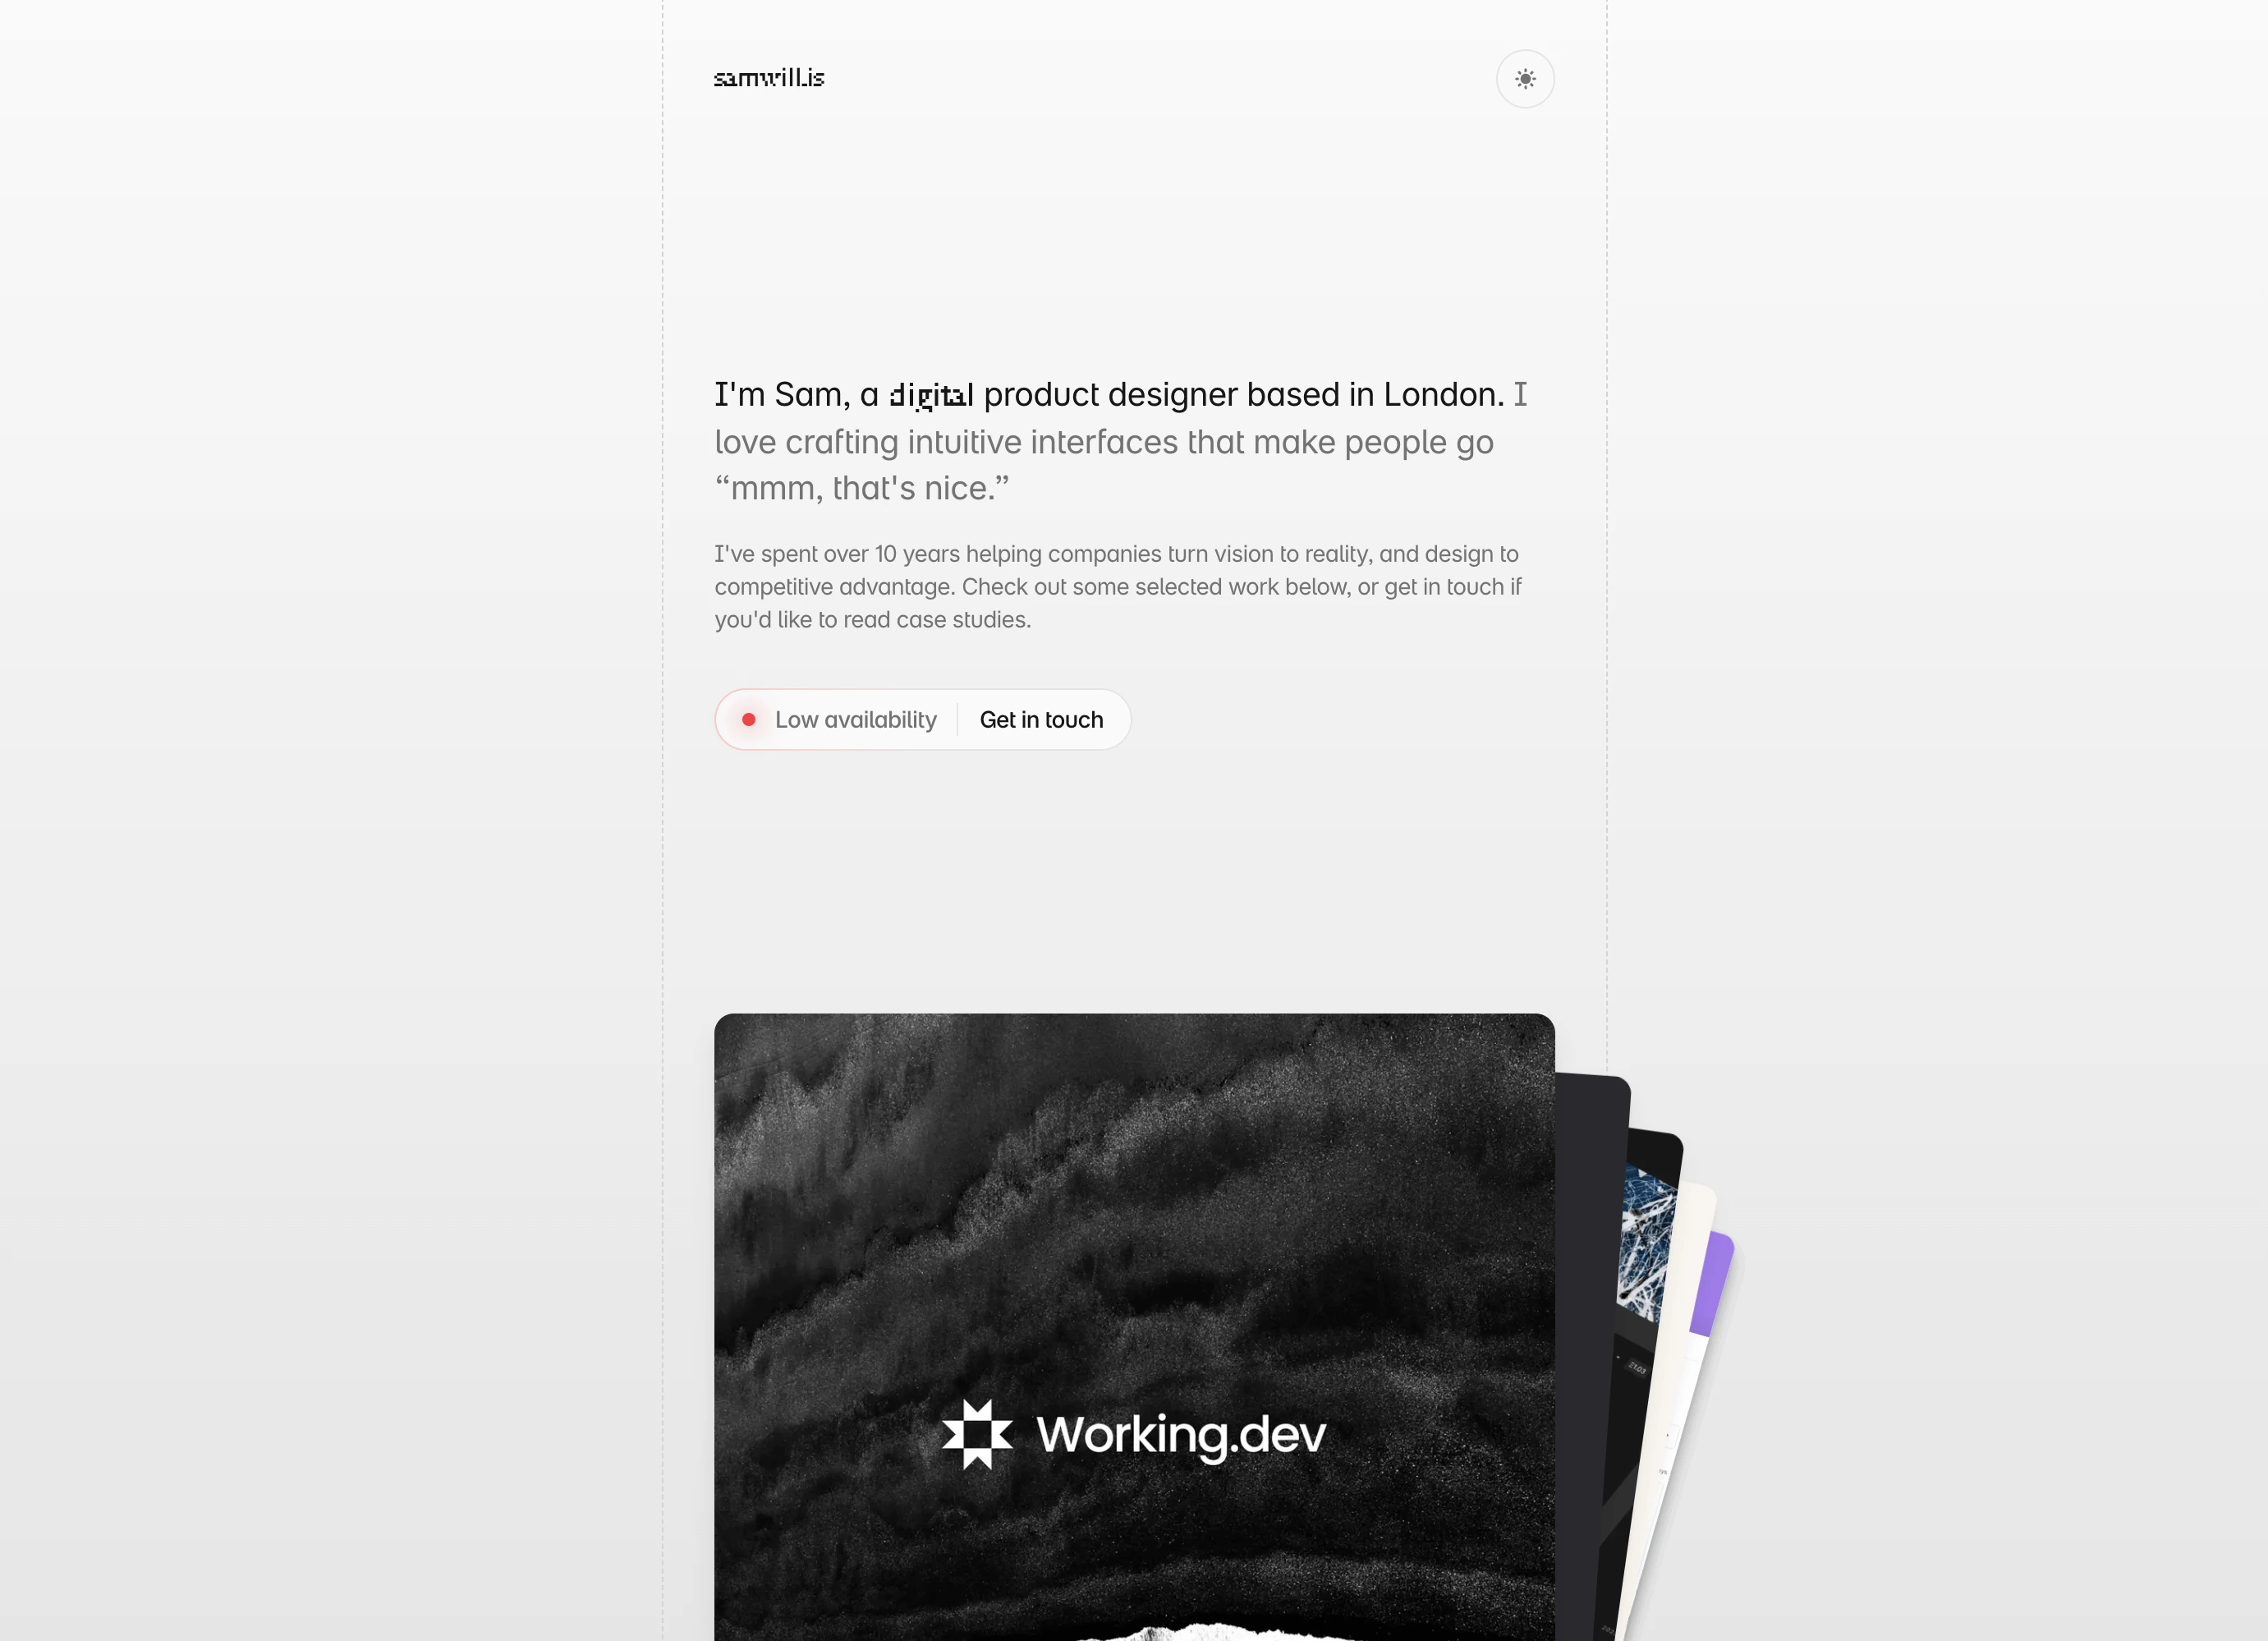 samwillis
I'm Sam, a digital product designer based in London. I
love crafting intuitive interfaces that make people go
“mmm, that's nice.”
I've spent over 10 years helping companies turn vision to reality, and design to
competitive advantage. Check out some selected work below, or get in touch if
you'd like to read case studies.
Low availability
Get in touch
Working.dev